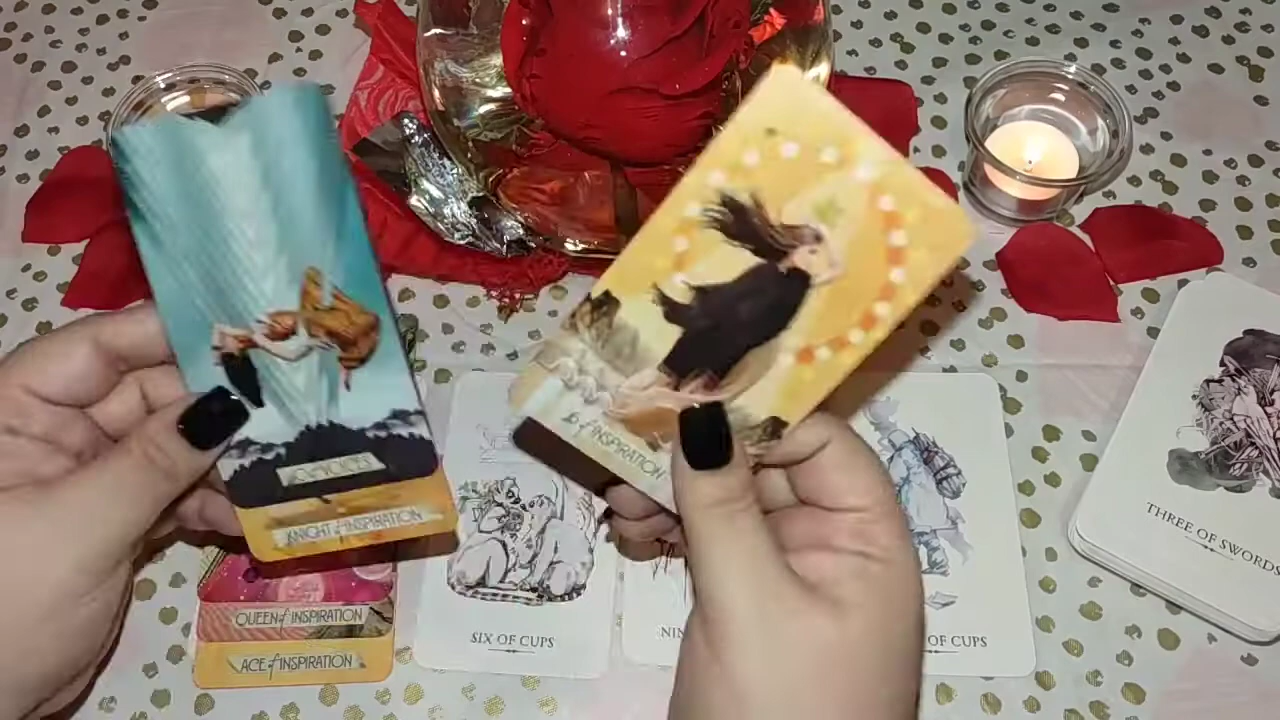 KNIGHT of INSPIRATION
of INSPIRATION
QUEEN of INSPIRATION
ACE of INSPIRATION
SIX OF CUPS
NIN
OF CUPS
THREE OF SWORDS